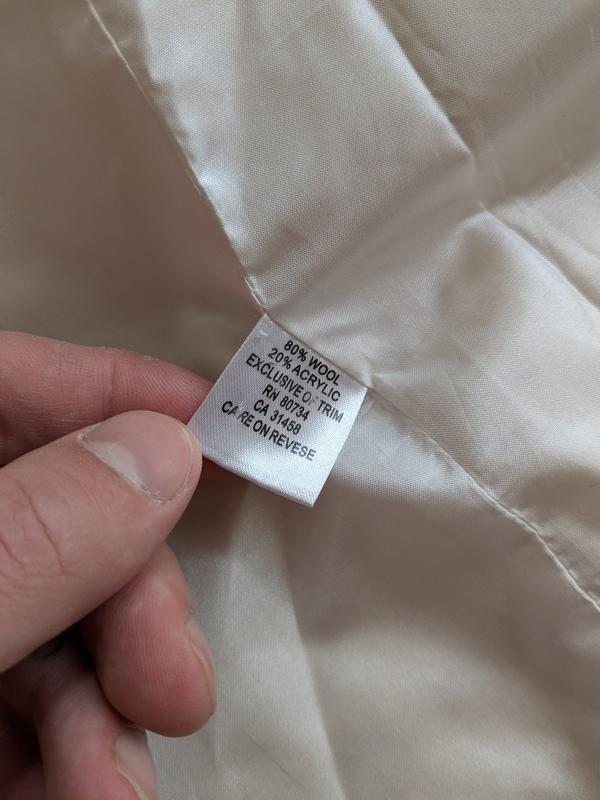 80% WOOL
20% ACRYLIC
EXCLUSIVE OF TRIM
RN 80734
CA 31458
CARE ON REVESE